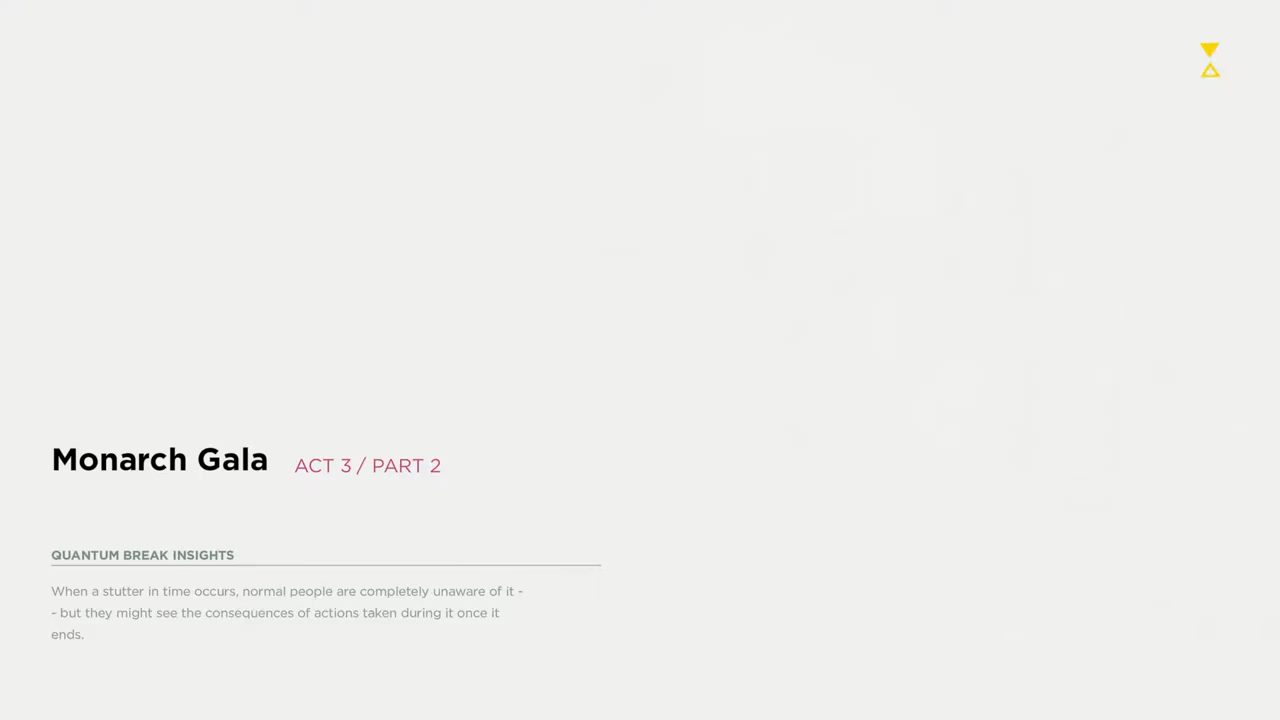 Monarch Gala ACT 3 / PART 2
QUANTUM BREAK INSIGHTS
When a stutter in time occurs, normal people are completely unaware of it -
- but they might see the consequences of actions taken during it once it
ends.